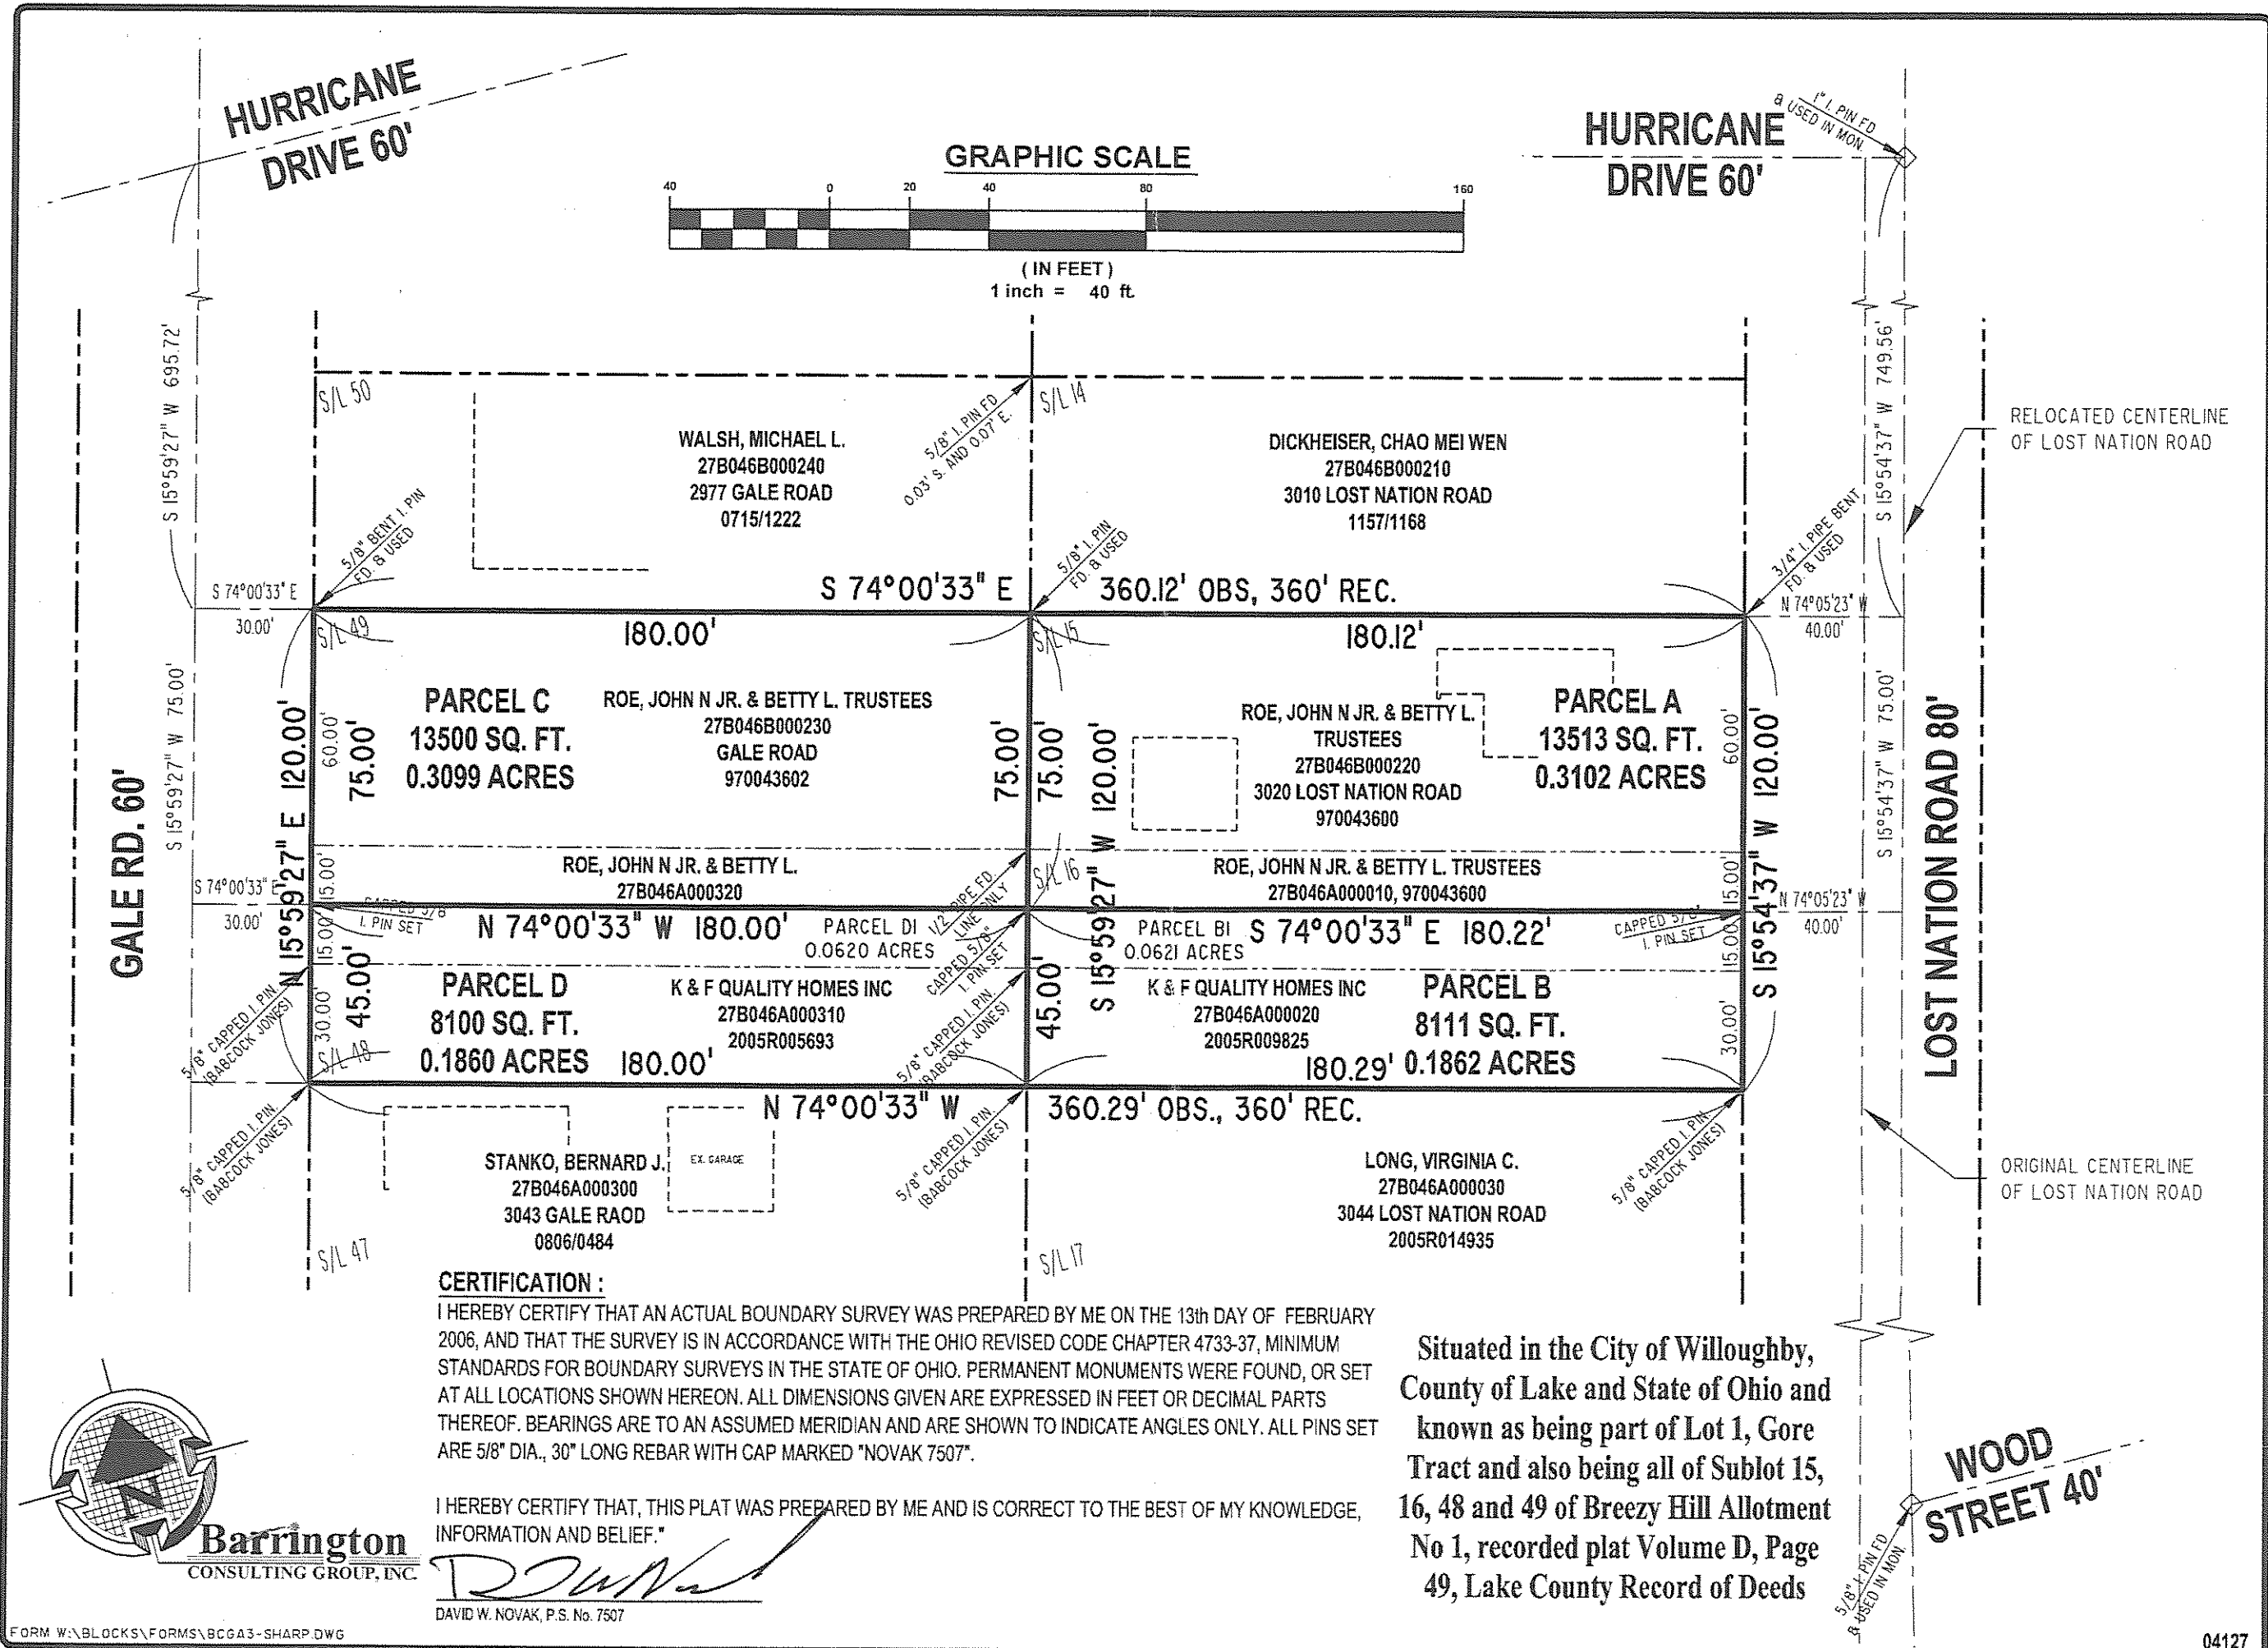 HURRICANE
DRIVE 60'
HURRICANE
DRIVE 60'
1" I. PIN FD
& USED IN MON.
GRAPHIC SCALE
40 0 20 40 80 160
( IN FEET )
1 inch = 40 ft.
S 15°59'27" W 695.72'
S 15°54'37" W 749.56'
RELOCATED CENTERLINE
OF LOST NATION ROAD
S/L 50
S/L 14
5/8" I. PIN FD
0.03' S. AND 0.07' E.
WALSH, MICHAEL L.
27B046B000240
2977 GALE ROAD
0715/1222
DICKHEISER, CHAO MEI WEN
27B046B000210
3010 LOST NATION ROAD
1157/1168
5/8" BENT I. PIN
FD. & USED
5/8" I. PIN
FD. & USED
3/4" I. PIPE BENT
FD. & USED
S 74°00'33" E
30.00'
S 74°00'33" E 360.12' OBS, 360' REC.
N 74°05'23" W
40.00'
S/L 49
180.00'
S/L 15
180.12'
GALE RD. 60'
S 15°59'27" W 75.00'
N 15°59'27" E 120.00'
60.00'
75.00'
PARCEL C
13500 SQ. FT.
0.3099 ACRES
ROE, JOHN N JR. & BETTY L. TRUSTEES
27B046B000230
GALE ROAD
970043602
75.00'
75.00'
S 15°59'27" W 120.00'
ROE, JOHN N JR. & BETTY L.
TRUSTEES
27B046B000220
3020 LOST NATION ROAD
970043600
PARCEL A
13513 SQ. FT.
0.3102 ACRES
60.00'
S 15°54'37" W 120.00'
S 15°54'37" W 75.00'
LOST NATION ROAD 80'
15.00'
ROE, JOHN N JR. & BETTY L.
27B046A000320
1/2" PIPE FD.
LINE ONLY
S/L 16
ROE, JOHN N JR. & BETTY L. TRUSTEES
27B046A000010, 970043600
15.00'
S 74°00'33" E
30.00'
N 74°05'23" W
40.00'
CAPPED 5/8"
I. PIN SET
15.00'
N 74°00'33" W 180.00'
PARCEL D1
0.0620 ACRES
CAPPED 5/8"
I. PIN SET
PARCEL B1
0.0621 ACRES
S 74°00'33" E 180.22'
CAPPED 5/8"
I. PIN SET
15.00'
5/8" CAPPED I. PIN.
(BABCOCK JONES)
30.00'
45.00'
S/L 48
PARCEL D
8100 SQ. FT.
0.1860 ACRES
180.00'
K & F QUALITY HOMES INC
27B046A000310
2005R005693
5/8" CAPPED I. PIN.
(BABCOCK JONES)
45.00'
K & F QUALITY HOMES INC
27B046A000020
2005R009825
PARCEL B
8111 SQ. FT.
0.1862 ACRES
180.29'
30.00'
N 74°00'33" W 360.29' OBS., 360' REC.
5/8" CAPPED I. PIN.
(BABCOCK JONES)
5/8" CAPPED I. PIN.
(BABCOCK JONES)
5/8" CAPPED I. PIN.
(BABCOCK JONES)
STANKO, BERNARD J.
27B046A000300
3043 GALE RAOD
0806/0484
EX. GARAGE
LONG, VIRGINIA C.
27B046A000030
3044 LOST NATION ROAD
2005R014935
ORIGINAL CENTERLINE
OF LOST NATION ROAD
S/L 47
S/L 17
CERTIFICATION :
I HEREBY CERTIFY THAT AN ACTUAL BOUNDARY SURVEY WAS PREPARED BY ME ON THE 13th DAY OF FEBRUARY
2006, AND THAT THE SURVEY IS IN ACCORDANCE WITH THE OHIO REVISED CODE CHAPTER 4733-37, MINIMUM
STANDARDS FOR BOUNDARY SURVEYS IN THE STATE OF OHIO. PERMANENT MONUMENTS WERE FOUND, OR SET
AT ALL LOCATIONS SHOWN HEREON. ALL DIMENSIONS GIVEN ARE EXPRESSED IN FEET OR DECIMAL PARTS
THEREOF. BEARINGS ARE TO AN ASSUMED MERIDIAN AND ARE SHOWN TO INDICATE ANGLES ONLY. ALL PINS SET
ARE 5/8" DIA., 30" LONG REBAR WITH CAP MARKED "NOVAK 7507".
I HEREBY CERTIFY THAT, THIS PLAT WAS PREPARED BY ME AND IS CORRECT TO THE BEST OF MY KNOWLEDGE,
INFORMATION AND BELIEF."
DAVID W. NOVAK, P.S. No. 7507
N
Barrington
CONSULTING GROUP, INC.
Situated in the City of Willoughby,
County of Lake and State of Ohio and
known as being part of Lot 1, Gore
Tract and also being all of Sublot 15,
16, 48 and 49 of Breezy Hill Allotment
No 1, recorded plat Volume D, Page
49, Lake County Record of Deeds
WOOD
STREET 40'
5/8" I. PIN FD
& USED IN MON.
FORM W:\BLOCKS\FORMS\BCGA3-SHARP.DWG
04127